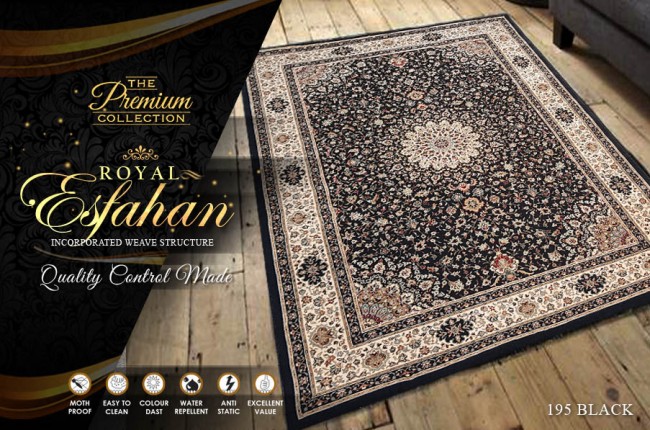 THE
Premium
COLLECTION
ROYAL
Esfahan
INCORPORATED WEAVE STRUCTURE
Quality Control Made
MOTH
PROOF
EASY TO
CLEAN
COLOUR
DAST
WATER
REPELLENT
ANTI
STATIC
EXCELLENT
VALUE
195 BLACK